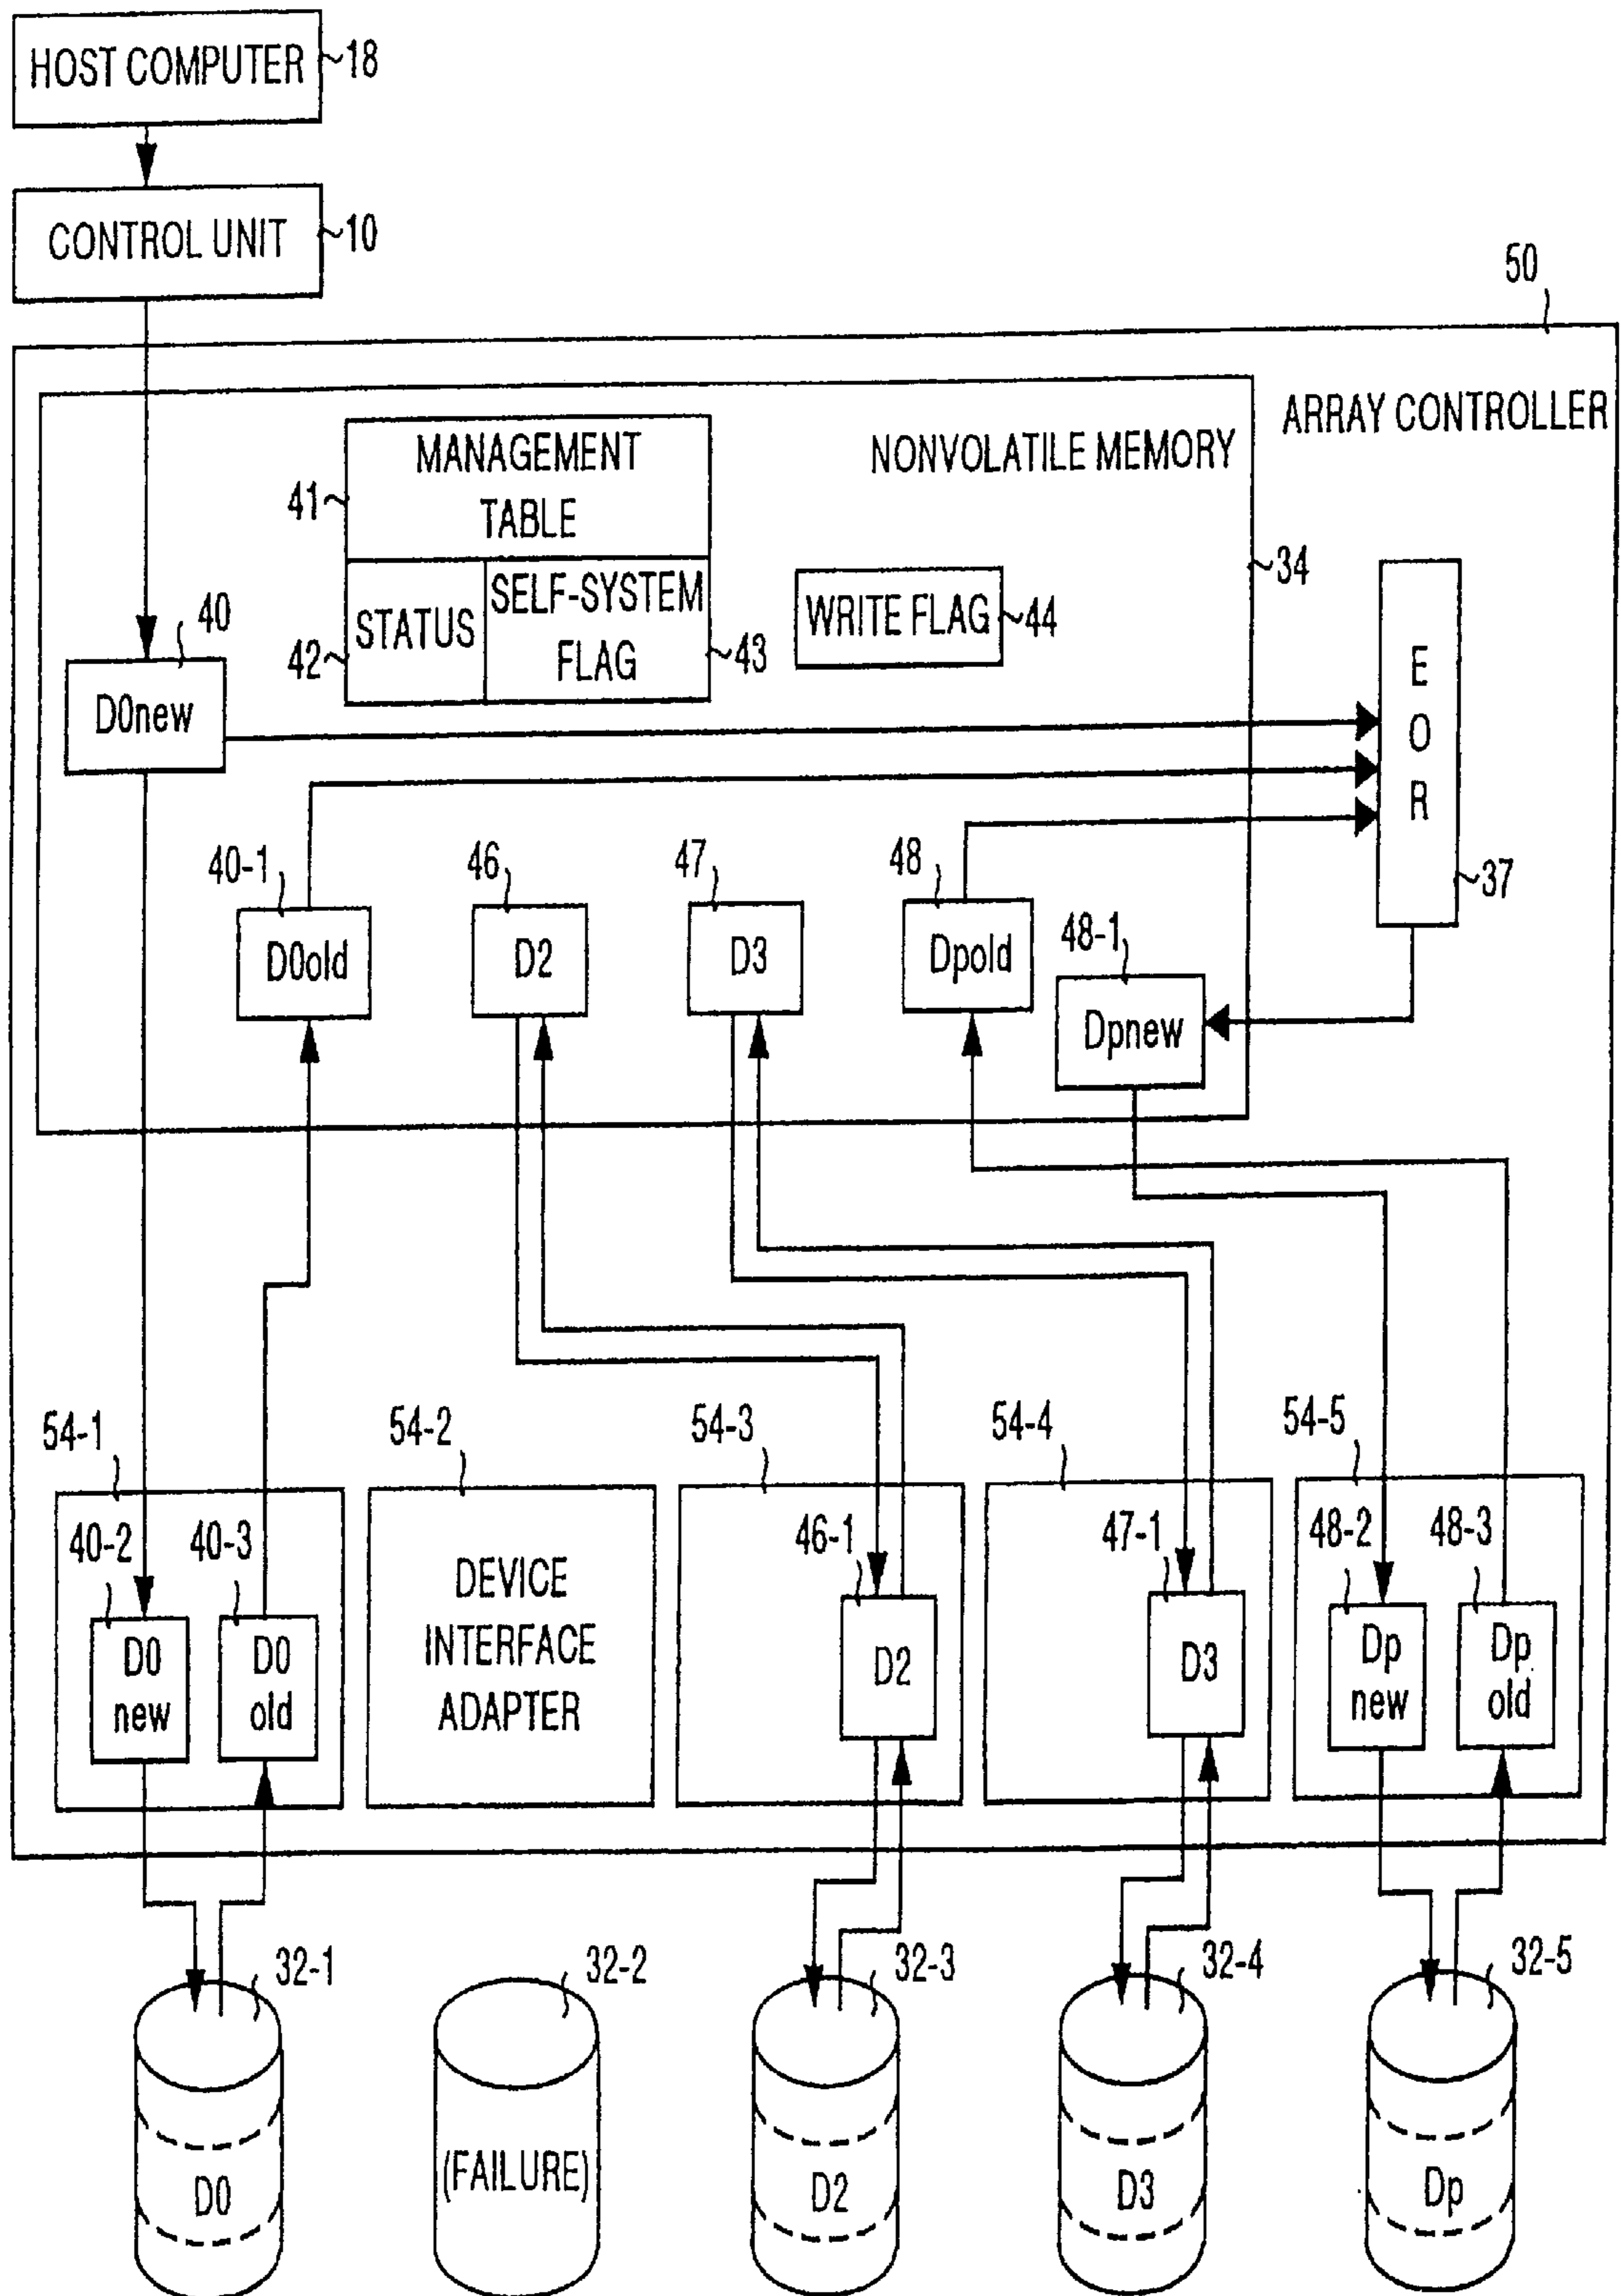 HOST COMPUTER
18
CONTROL UNIT
10
50
ARRAY CONTROLLER
MANAGEMENT
TABLE
NONVOLATILE MEMORY
41
34
STATUS
SELF-SYSTEM
FLAG
WRITE FLAG
44
42
43
40
D0new
E
O
R
37
40-1
46
47
48
D0old
D2
D3
Dpold
48-1
Dpnew
54-1
54-2
54-3
54-4
54-5
40-2
40-3
46-1
47-1
48-2
48-3
DEVICE
INTERFACE
ADAPTER
D0
new
D0
old
D2
D3
Dp
new
Dp
old
32-1
32-2
32-3
32-4
32-5
D0
(FAILURE)
D2
D3
Dp